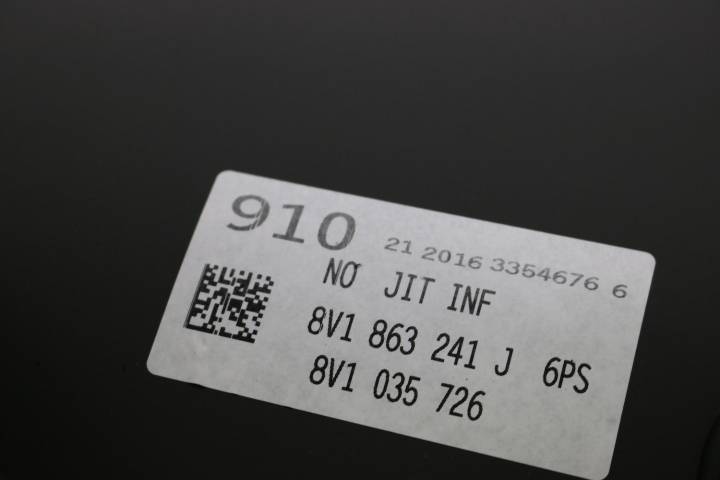 910 21 2016 3354676 6
NO JIT INF
8V1 863 241 J 6PS
8V1 035 726